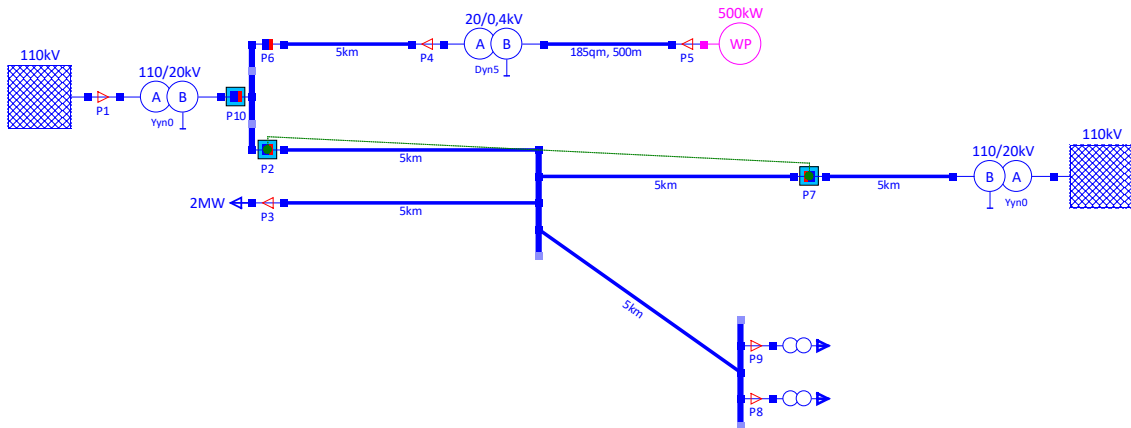 500kW
20/0,4kV
WP
A B
P6
5km
P4
Dyn5
185qm, 500m
P5
110kV
110/20kV
A B
P1
Yyn0
P10
P2
5km
110kV
110/20kV
B A
5km
P7
5km
Yyn0
2MW
P3
5km
5km
P9
P8